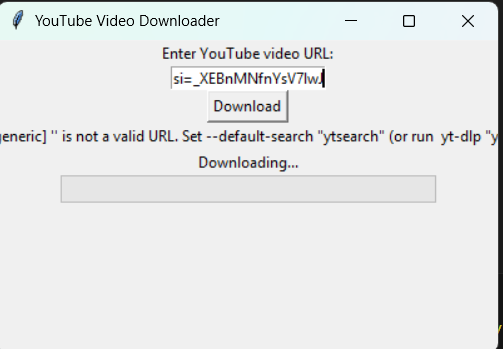 YouTube Video Downloader
Enter YouTube video URL:
si=_XEBnMNfnYsV7lwJ
Download
generic] '' is not a valid URL. Set --default-search "ytsearch" (or run yt-dlp "y
Downloading...